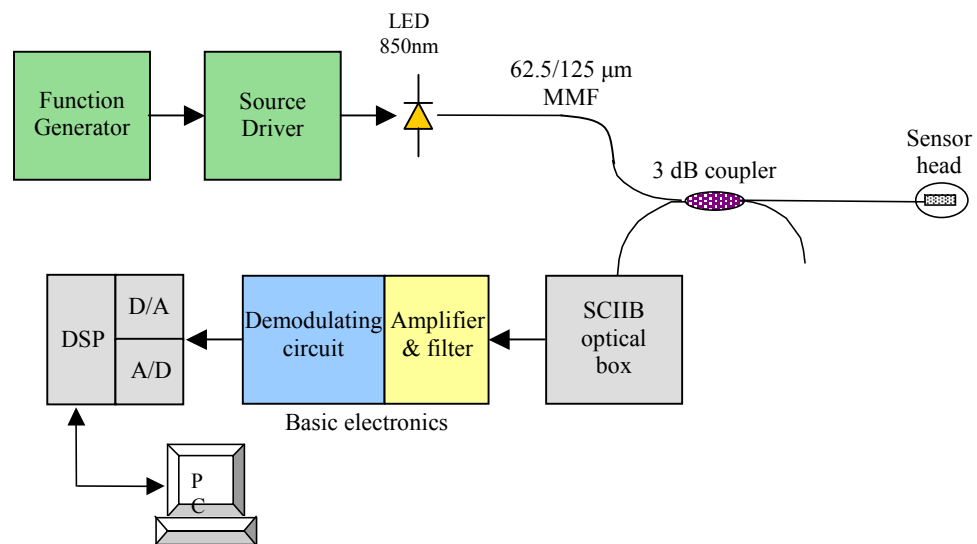 LED
850nm
62.5/125 μm
MMF
Function
Generator
Source
Driver
Sensor
head
3 dB coupler
DSP
D/A
A/D
Demodulating
circuit
Amplifier
& filter
SCIIB
optical
box
Basic electronics
P
C